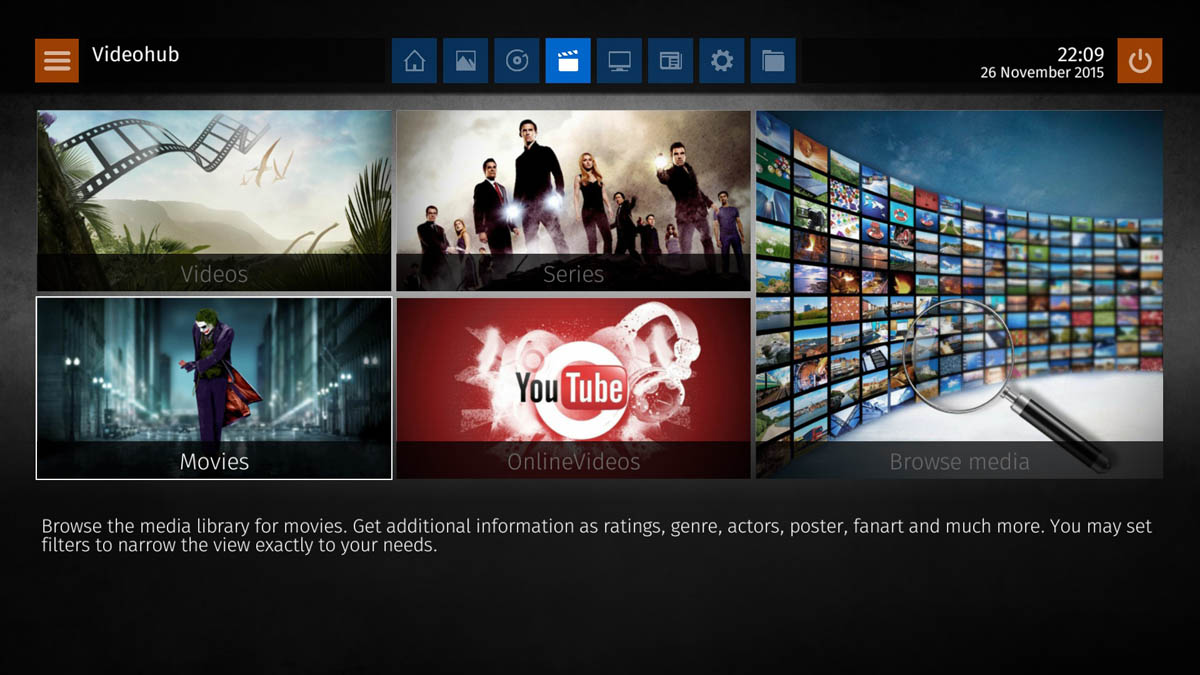 Videohub
22:09
26 November 2015
Videos
Series
Movies
YouTube
OnlineVideos
Browse media
Browse the media library for movies. Get additional information as ratings, genre, actors, poster, fanart and much more. You may set
filters to narrow the view exactly to your needs.